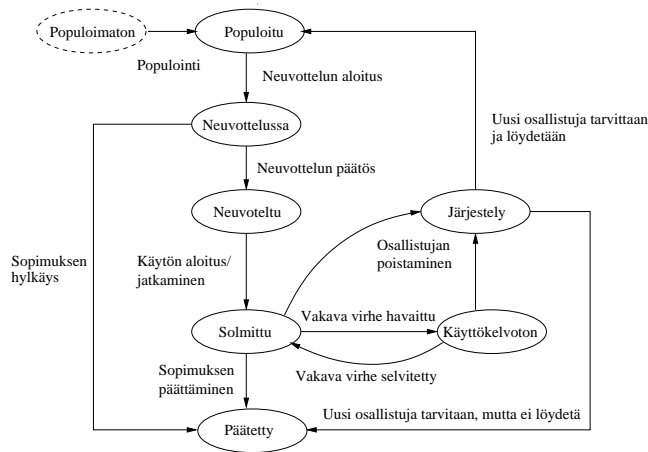 Populoimaton
Populoitu
Populointi
Neuvottelun aloitus
Uusi osallistuja tarvittaan
ja löydetään
Neuvottelussa
Neuvottelun päätös
Neuvoteltu
Järjestely
Sopimuksen
hylkäys
Käytön aloitus/
jatkaminen
Osallistujan
poistaminen
Solmittu
Vakava virhe havaittu
Käyttökelvoton
Sopimuksen
päättäminen
Vakava virhe selvitetty
Uusi osallistuja tarvitaan, mutta ei löydetä
Päätetty